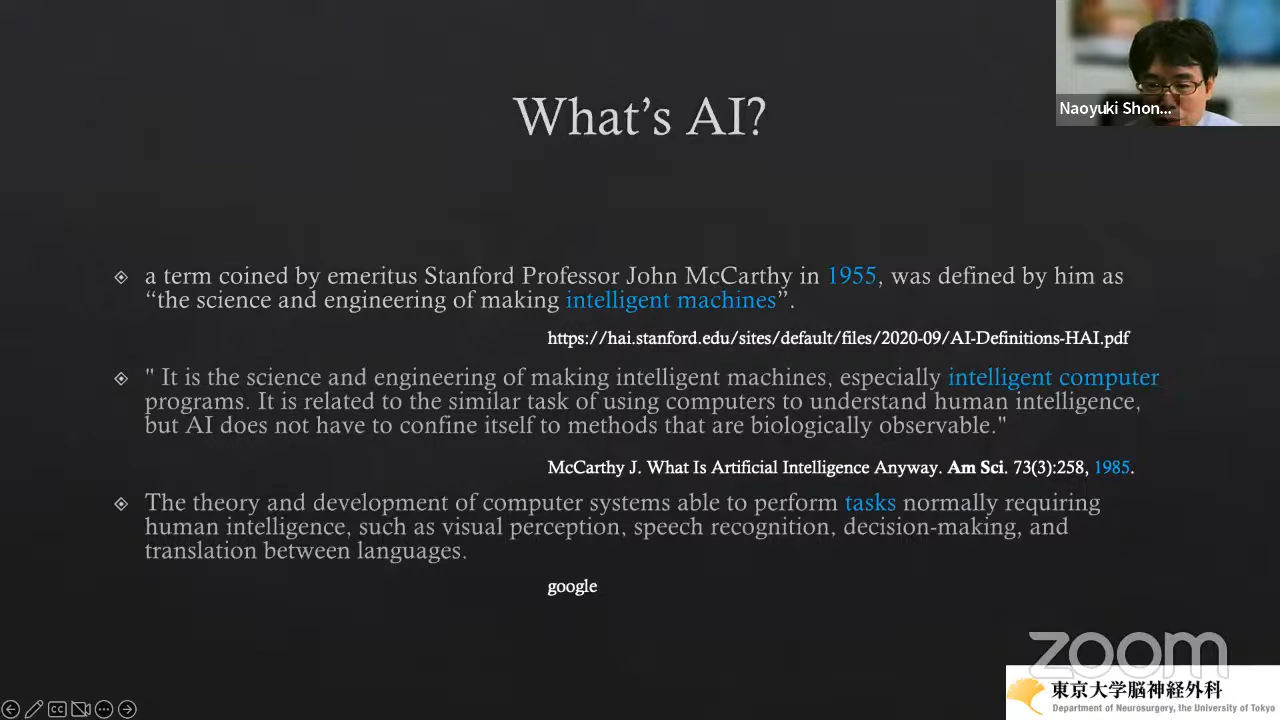 Naoyuki Shon...
What's AI?
a term coined by emeritus Stanford Professor John McCarthy in 1955, was defined by him as
“the science and engineering of making intelligent machines”.
https://hai.stanford.edu/sites/default/files/2020-09/AI-Definitions-HAI.pdf
" It is the science and engineering of making intelligent machines, especially intelligent computer
programs. It is related to the similar task of using computers to understand human intelligence,
but AI does not have to confine itself to methods that are biologically observable."
McCarthy J. What Is Artificial Intelligence Anyway. Am Sci. 73(3):258, 1985.
The theory and development of computer systems able to perform tasks normally requiring
human intelligence, such as visual perception, speech recognition, decision-making, and
translation between languages.
google
zoom
東京大学脳神経外科
Department of Neurosurgery, the University of Tokyo
CC